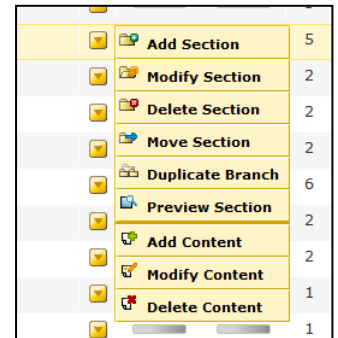 Add Section 5
Modify Section 2
Delete Section 2
Move Section 2
Duplicate Branch 6
Preview Section 2
Add Content 2
Modify Content 1
Delete Content 1